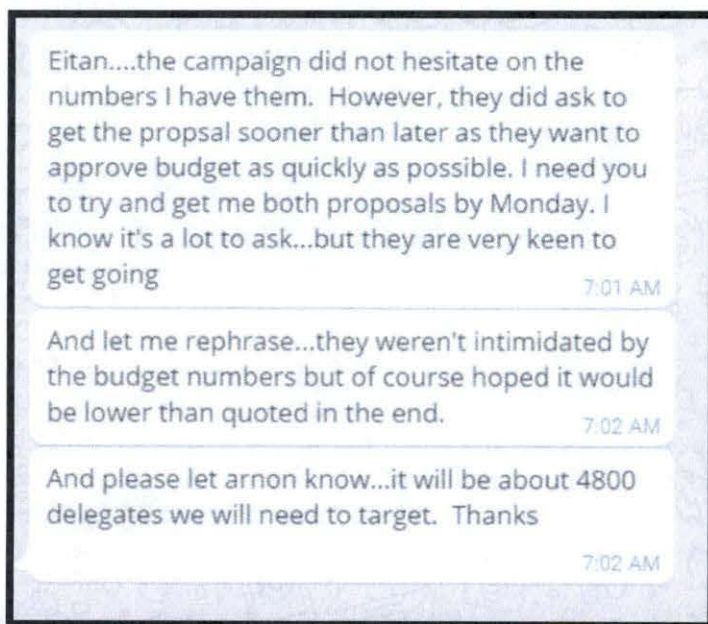 Eitan....the campaign did not hesitate on the
numbers I have them.  However, they did ask to
get the propsal sooner than later as they want to
approve budget as quickly as possible. I need you
to try and get me both proposals by Monday. I
know it's a lot to ask...but they are very keen to
get going
7:01 AM
And let me rephrase...they weren't intimidated by
the budget numbers but of course hoped it would
be lower than quoted in the end.
7:02 AM
And please let arnon know...it will be about 4800
delegates we will need to target.  Thanks
7:02 AM